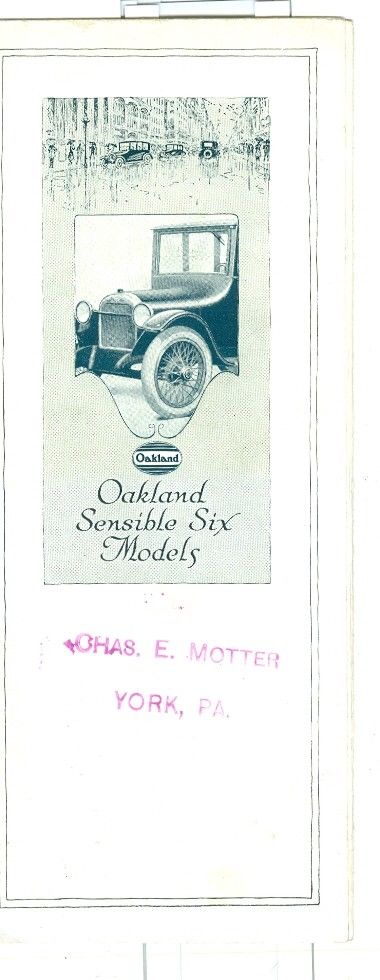 Oakland
Oakland
Sensible Six
Models
CHAS. E. MOTTER
YORK, PA.